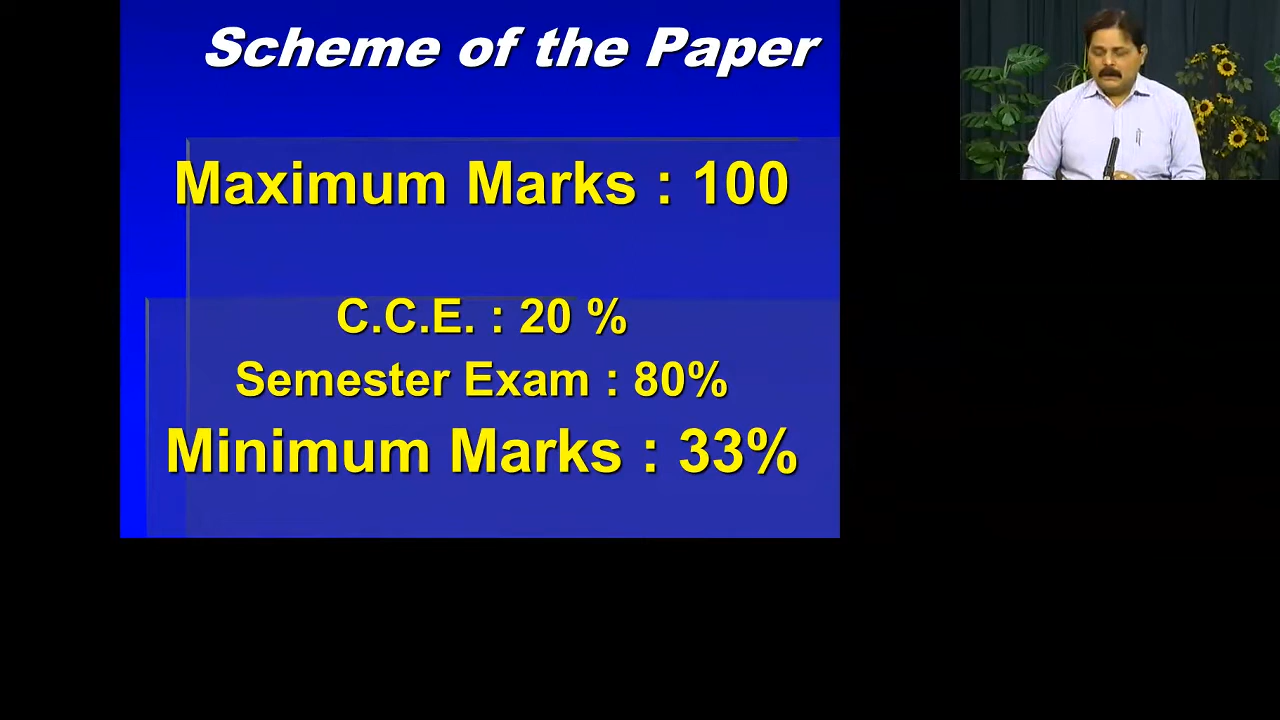 Scheme of the Paper
Maximum Marks : 100
C.C.E. : 20 %
Semester Exam : 80%
Minimum Marks : 33%